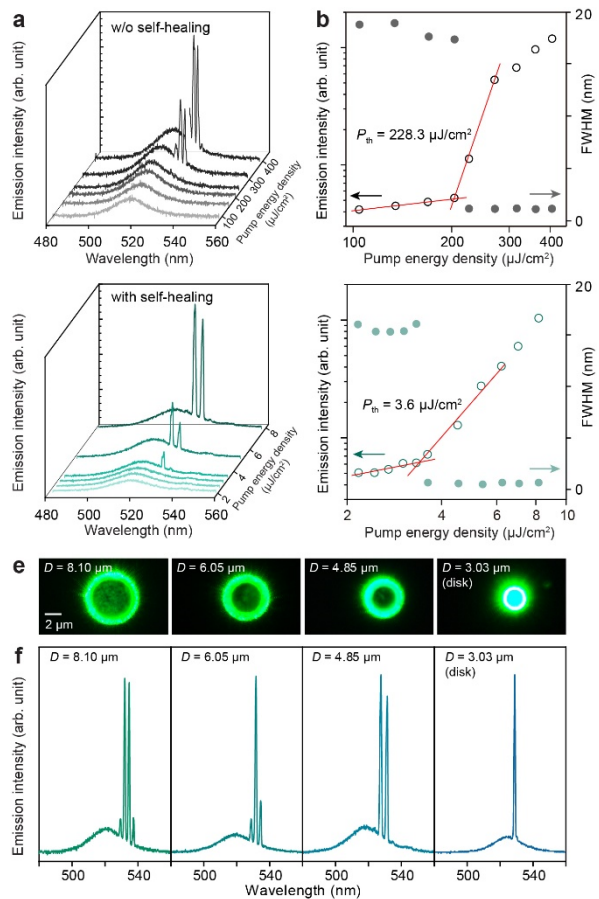 a
w/o self-healing
Emission intensity (arb. unit)
480 500 520 540 560
Wavelength (nm)
100 200 300 400
Pump energy density
(µJ/cm²)
b
Emission intensity (arb. unit)
Pth = 228.3 µJ/cm²
100 200 300 400
Pump energy density (µJ/cm²)
20
0
FWHM (nm)
with self-healing
Emission intensity (arb. unit)
480 500 520 540 560
Wavelength (nm)
2 4 6 8
Pump energy density
(µJ/cm²)
Emission intensity (arb. unit)
Pth = 3.6 µJ/cm²
2 4 6 8 10
Pump energy density (µJ/cm²)
20
0
FWHM (nm)
e
D = 8.10 µm
2 µm
D = 6.05 µm
D = 4.85 µm
D = 3.03 µm
(disk)
f
Emission intensity (arb. unit)
D = 8.10 µm
D = 6.05 µm
D = 4.85 µm
D = 3.03 µm
(disk)
500 540 500 540 500 540 500 540
Wavelength (nm)